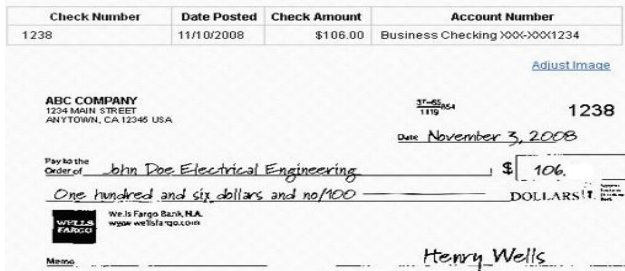 Check Number Date Posted Check Amount Account Number
1238 11/10/2008 $106.00 Business Checking XXX-XXX1234
Adjust Image
ABC COMPANY
1234 MAIN STREET
ANYTOWN, CA 12345 USA
1238
Date November 3, 2008
Pay to the
Order of John Doe Electrical Engineering $ 106.
One hundred and six dollars and no/100 DOLLARS
WELLS
FARGO
Wells Fargo Bank, N.A.
www.wellsfargo.com
Memo Henry Wells